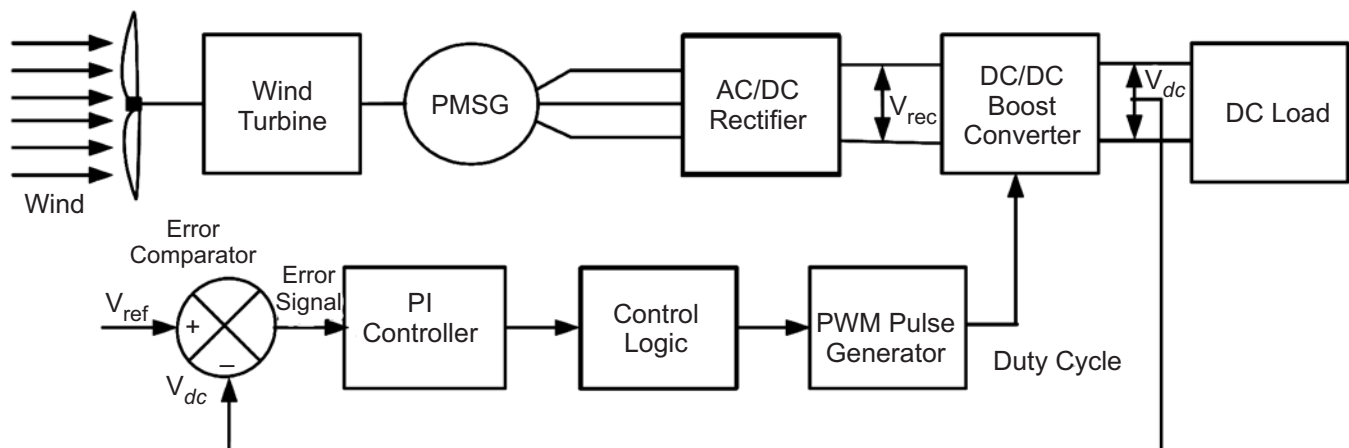 Wind
Turbine
PMSG
AC/DC
Rectifier
V_rec
DC/DC
Boost
Converter
V_dc
DC Load
Wind
Error
Comparator
V_ref
+
−
V_dc
Error
Signal
PI
Controller
Control
Logic
PWM Pulse
Generator
Duty Cycle